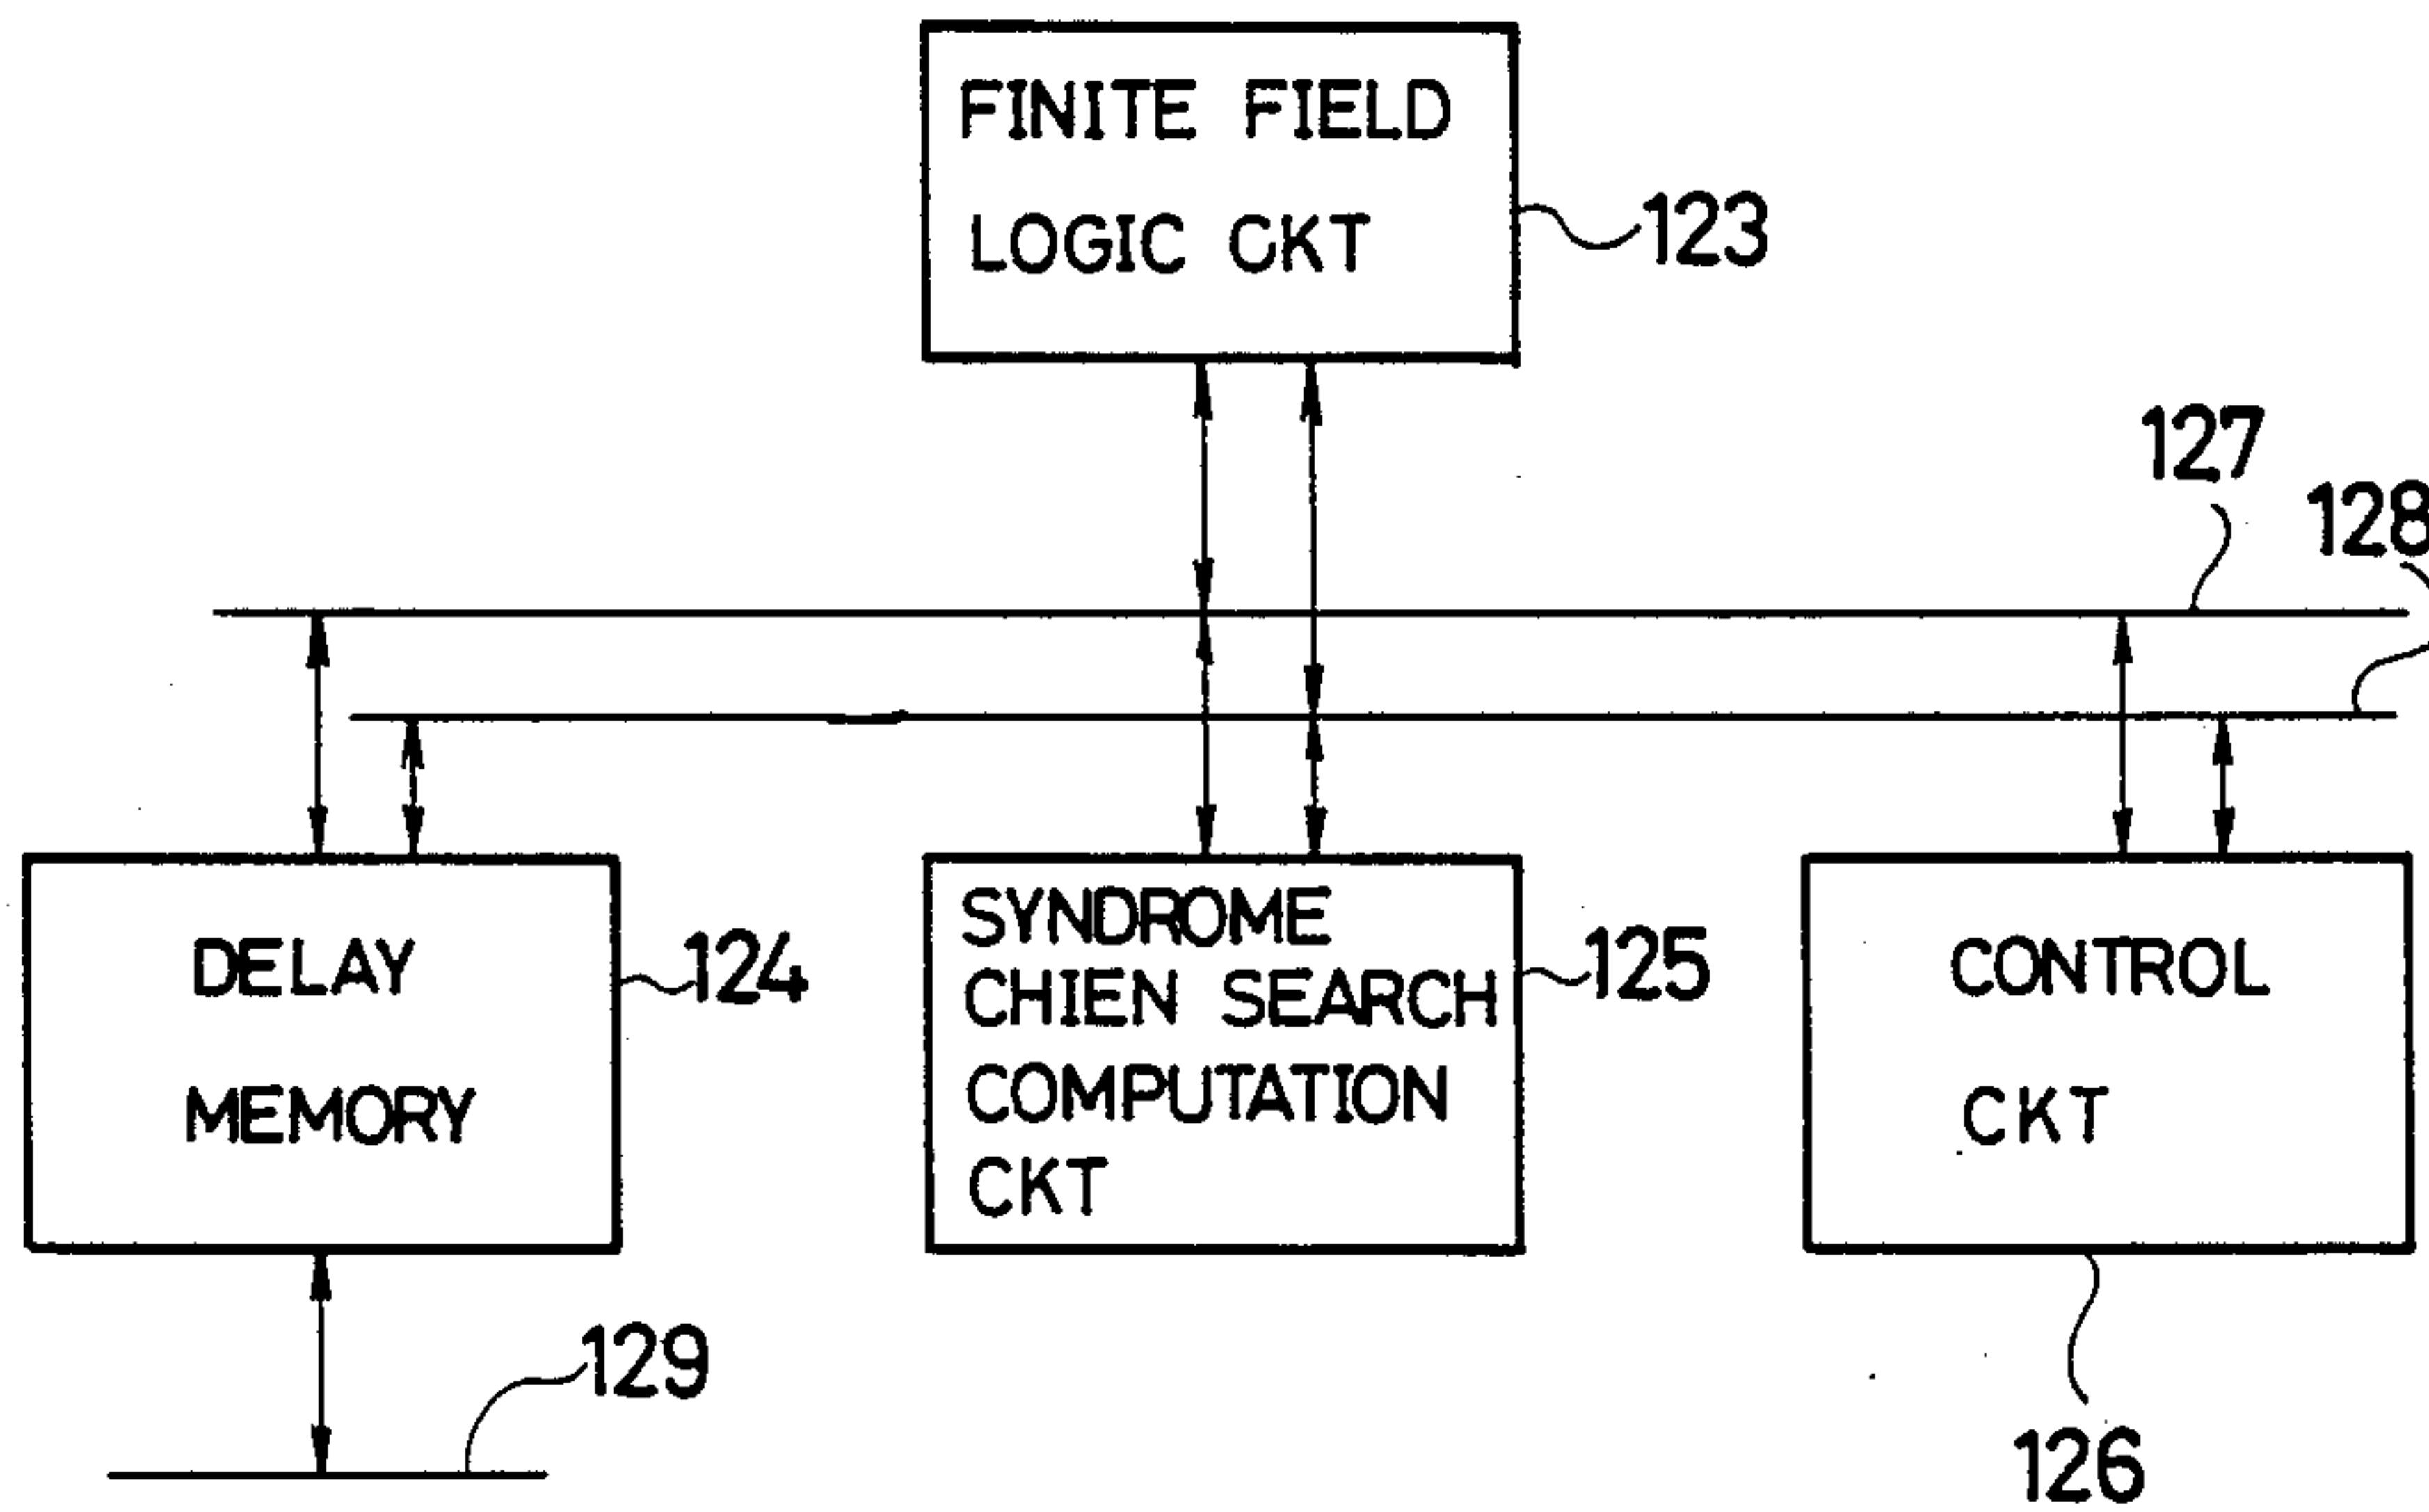 FINITE FIELD
LOGIC CKT
123
127
128
DELAY
MEMORY
124
SYNDROME
CHIEN SEARCH
COMPUTATION
CKT
125
CONTROL
CKT
129
126